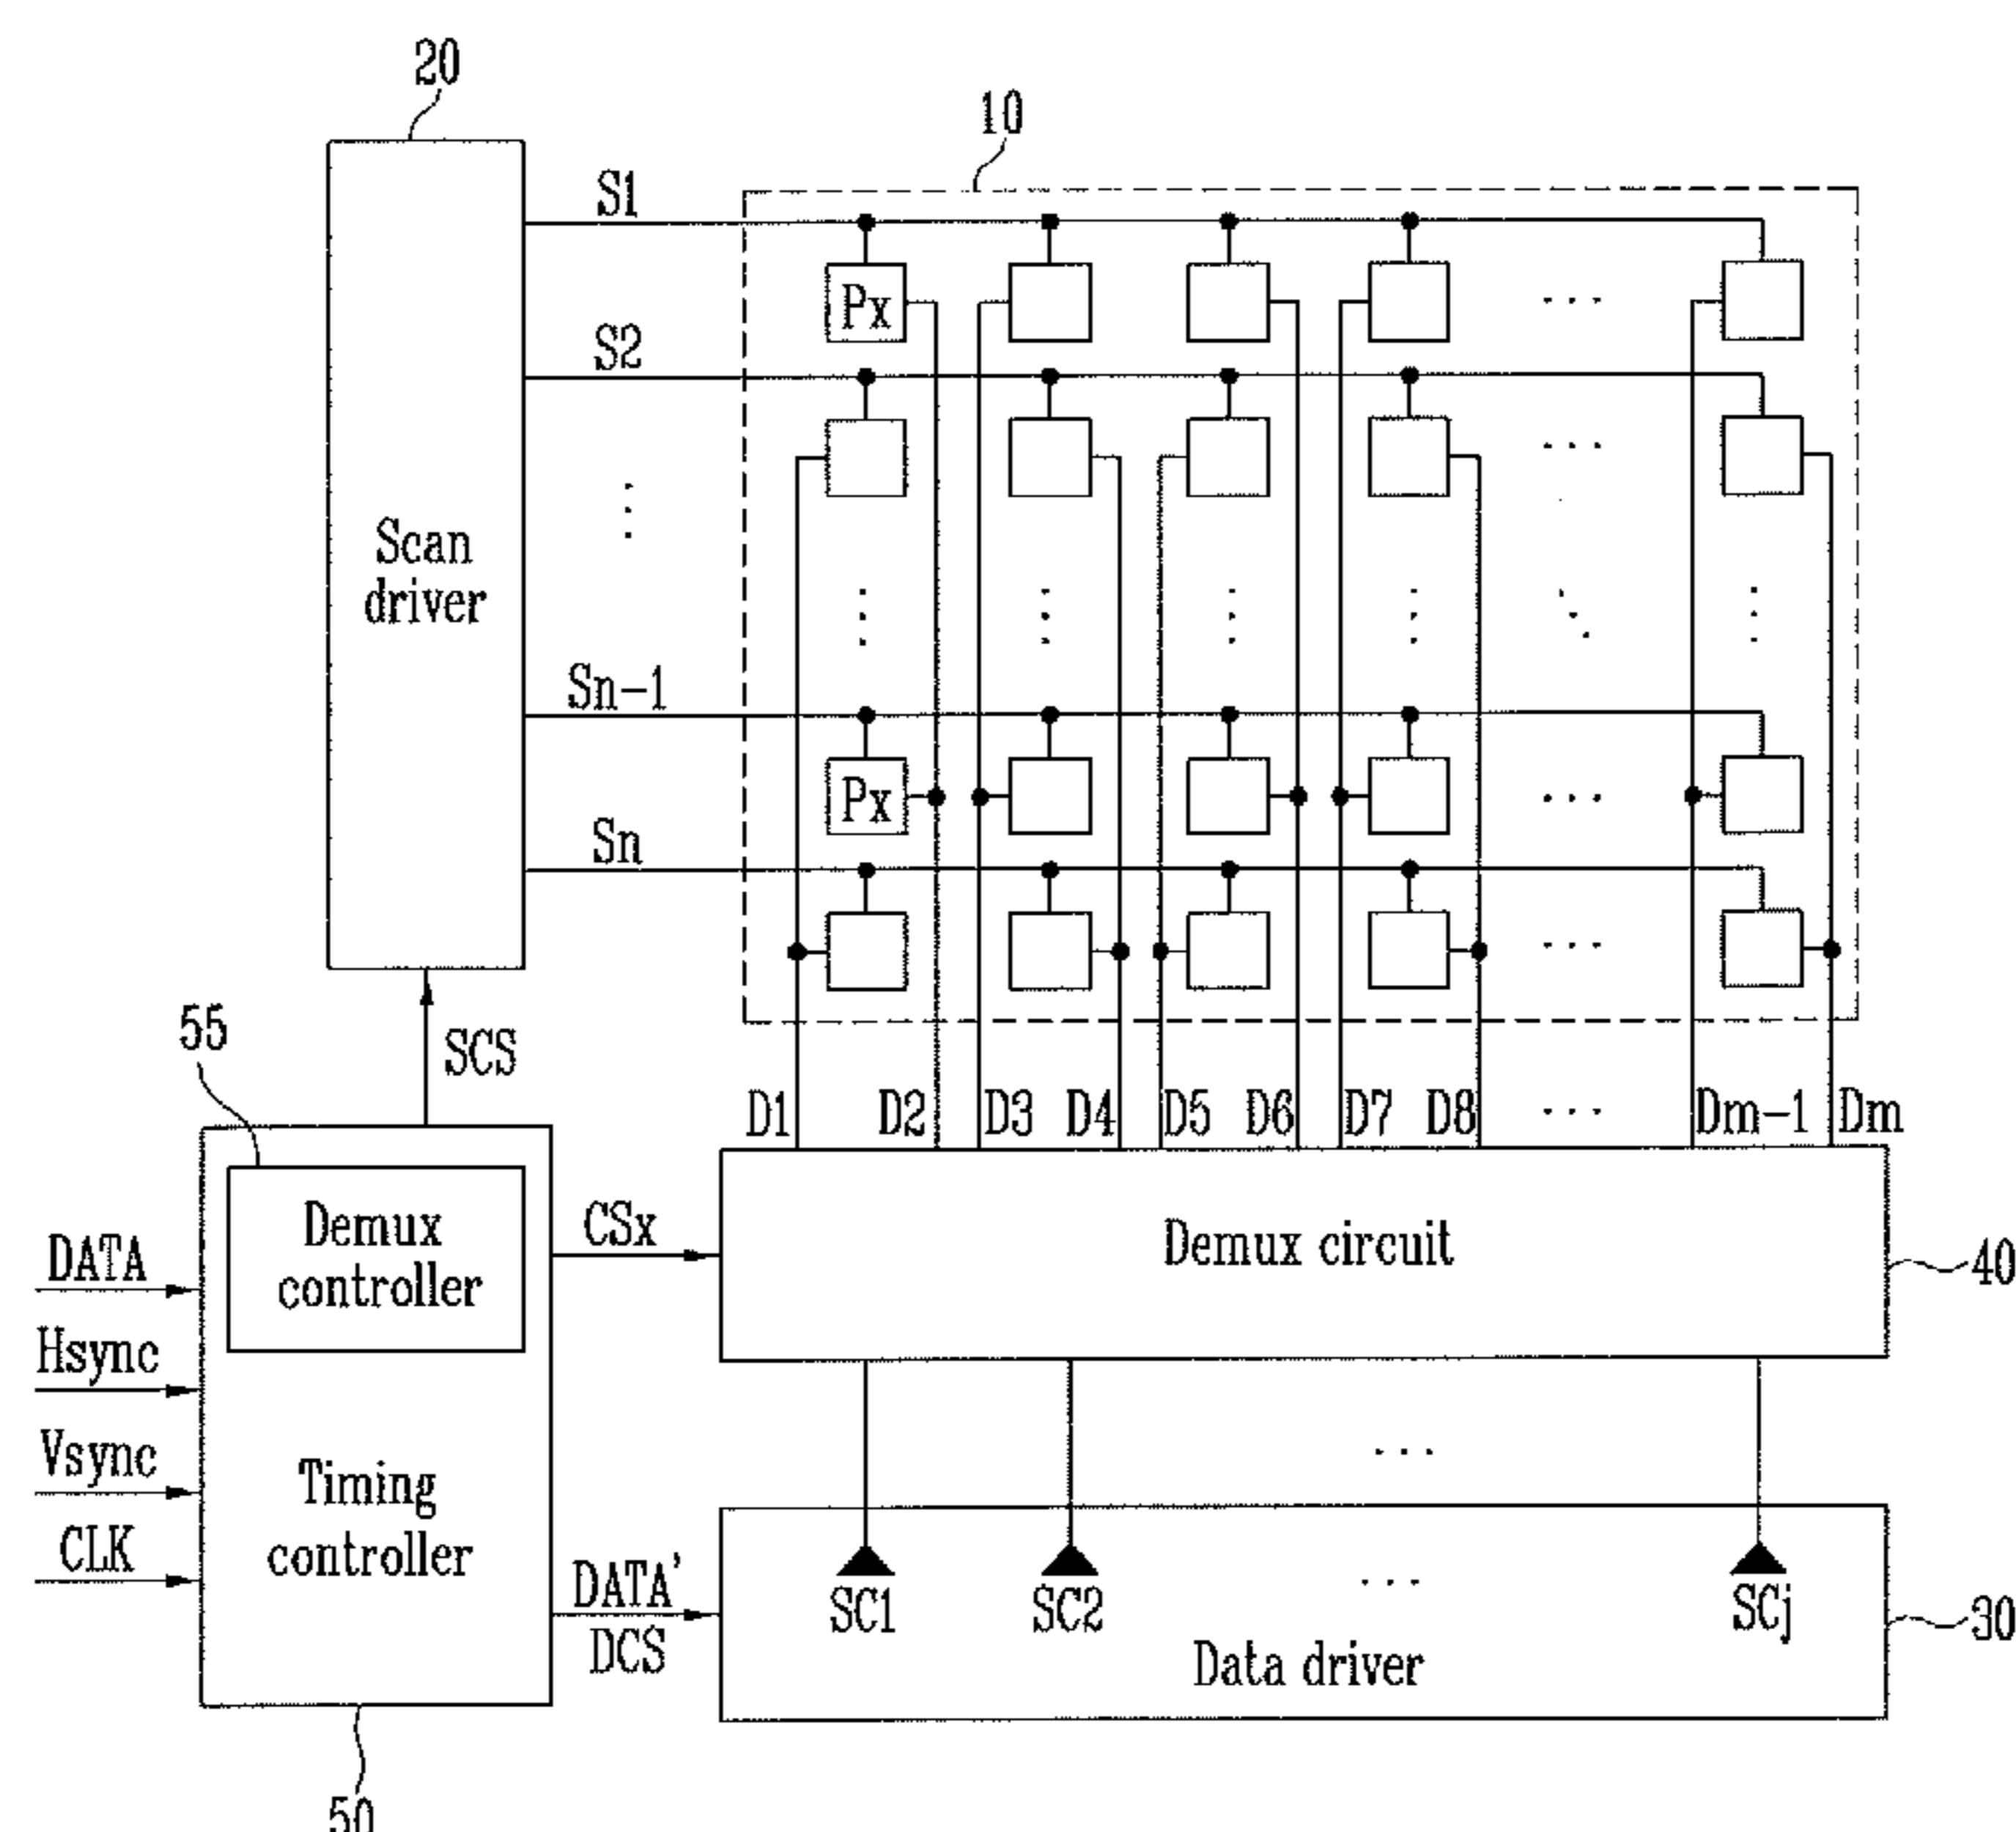 20
10
S1
Px
S2
Scan
driver
Sn-1
Px
Sn
55
SCS
D1 D2 D3 D4 D5 D6 D7 D8 ... Dm-1 Dm
Demux
controller
CSx
Demux circuit
40
DATA
Hsync
Vsync
CLK
Timing
controller
DATA'
DCS
SC1 SC2 ... SCj
Data driver
30
50